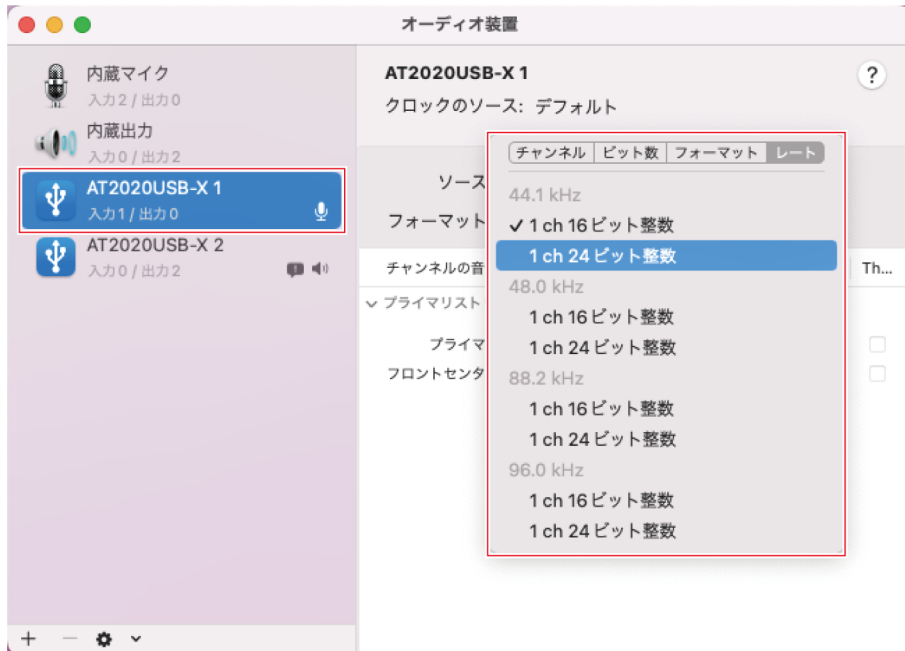 オーディオ装置
内蔵マイク
入力 2 / 出力 0
内蔵出力
入力 0 / 出力 2
AT2020USB-X 1
入力 1 / 出力 0
AT2020USB-X 2
入力 0 / 出力 2
AT2020USB-X 1
?
クロックのソース: デフォルト
ソース
フォーマット
チャンネルの音
Th...
プライマリスト
プライマ
フロントセンタ
チャンネル ビット数 フォーマット レート
44.1 kHz
✓ 1 ch 16 ビット整数
1 ch 24 ビット整数
48.0 kHz
1 ch 16 ビット整数
1 ch 24 ビット整数
88.2 kHz
1 ch 16 ビット整数
1 ch 24 ビット整数
96.0 kHz
1 ch 16 ビット整数
1 ch 24 ビット整数